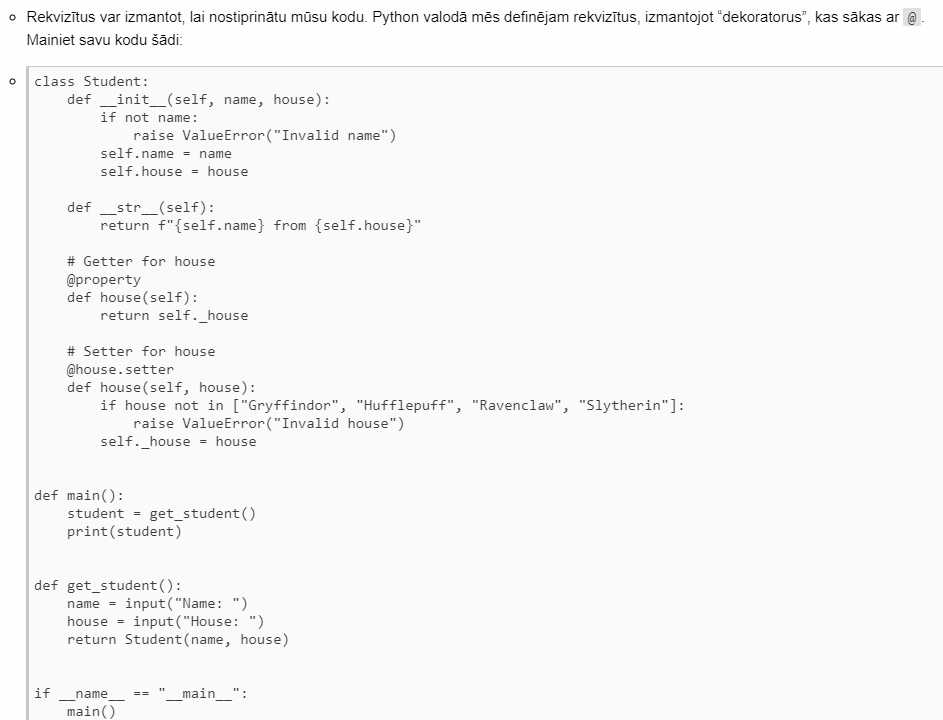 Rekvizītus var izmantot, lai nostiprinātu mūsu kodu. Python valodā mēs definējam rekvizītus, izmantojot “dekoratorus”, kas sākas ar @.
Mainiet savu kodu šādi:
class Student:
    def __init__(self, name, house):
        if not name:
            raise ValueError("Invalid name")
        self.name = name
        self.house = house

    def __str__(self):
        return f"{self.name} from {self.house}"

    # Getter for house
    @property
    def house(self):
        return self._house

    # Setter for house
    @house.setter
    def house(self, house):
        if house not in ["Gryffindor", "Hufflepuff", "Ravenclaw", "Slytherin"]:
            raise ValueError("Invalid house")
        self._house = house


def main():
    student = get_student()
    print(student)


def get_student():
    name = input("Name: ")
    house = input("House: ")
    return Student(name, house)


if __name__ == "__main__":
    main()